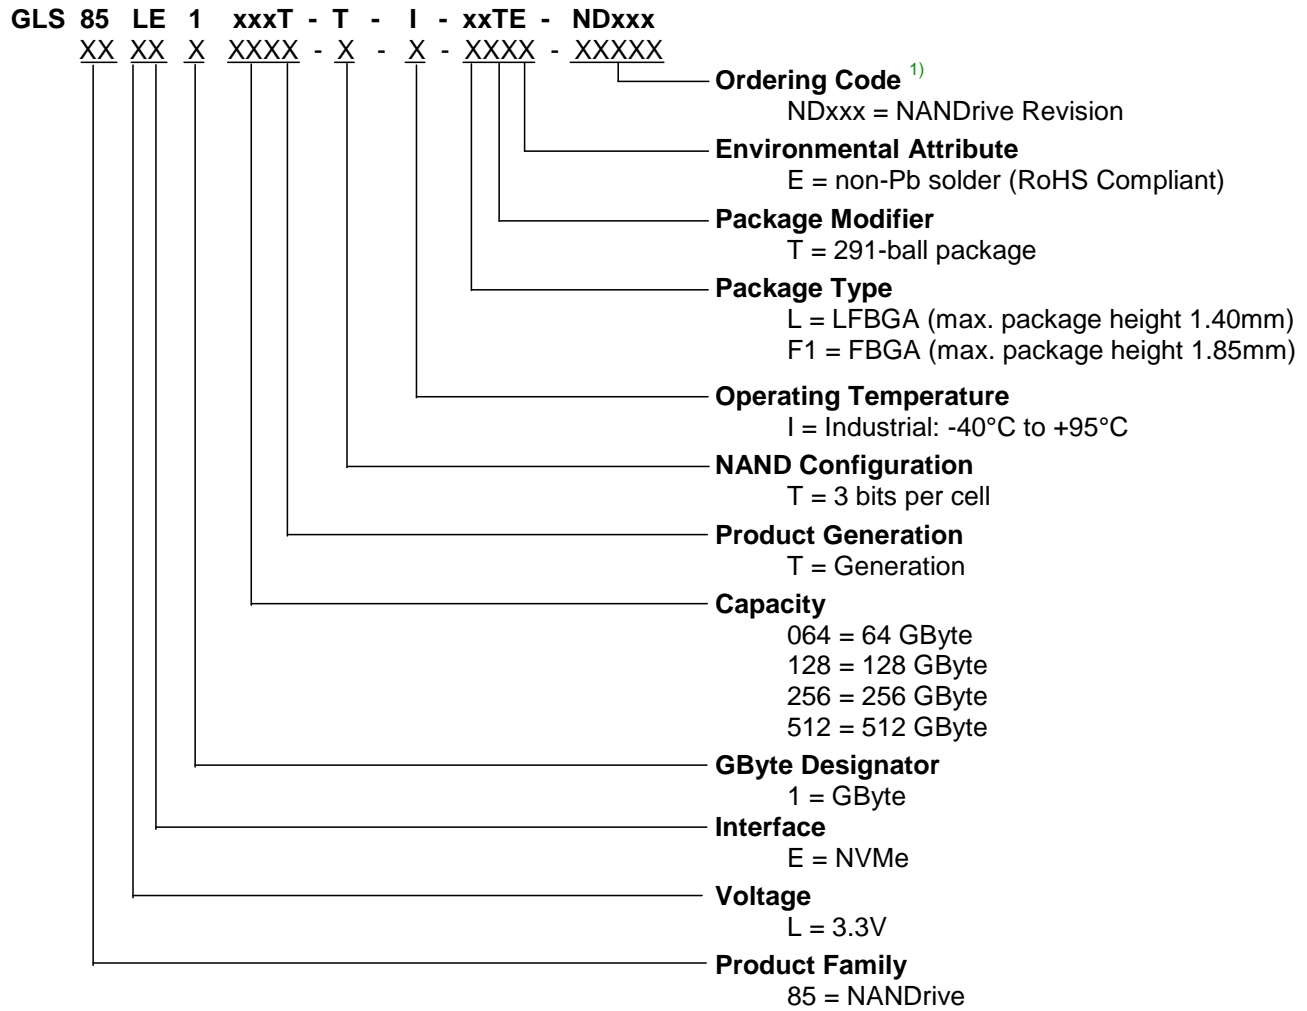 GLS 85 LE 1 xxxT - T - I - xxTE - NDxxx
XX XX X XXXX - X - X - XXXX - XXXXX
Ordering Code 1)
NDxxx = NANDrive Revision
Environmental Attribute
E = non-Pb solder (RoHS Compliant)
Package Modifier
T = 291-ball package
Package Type
L = LFBGA (max. package height 1.40mm)
F1 = FBGA (max. package height 1.85mm)
Operating Temperature
I = Industrial: -40°C to +95°C
NAND Configuration
T = 3 bits per cell
Product Generation
T = Generation
Capacity
064 = 64 GByte
128 = 128 GByte
256 = 256 GByte
512 = 512 GByte
GByte Designator
1 = GByte
Interface
E = NVMe
Voltage
L = 3.3V
Product Family
85 = NANDrive